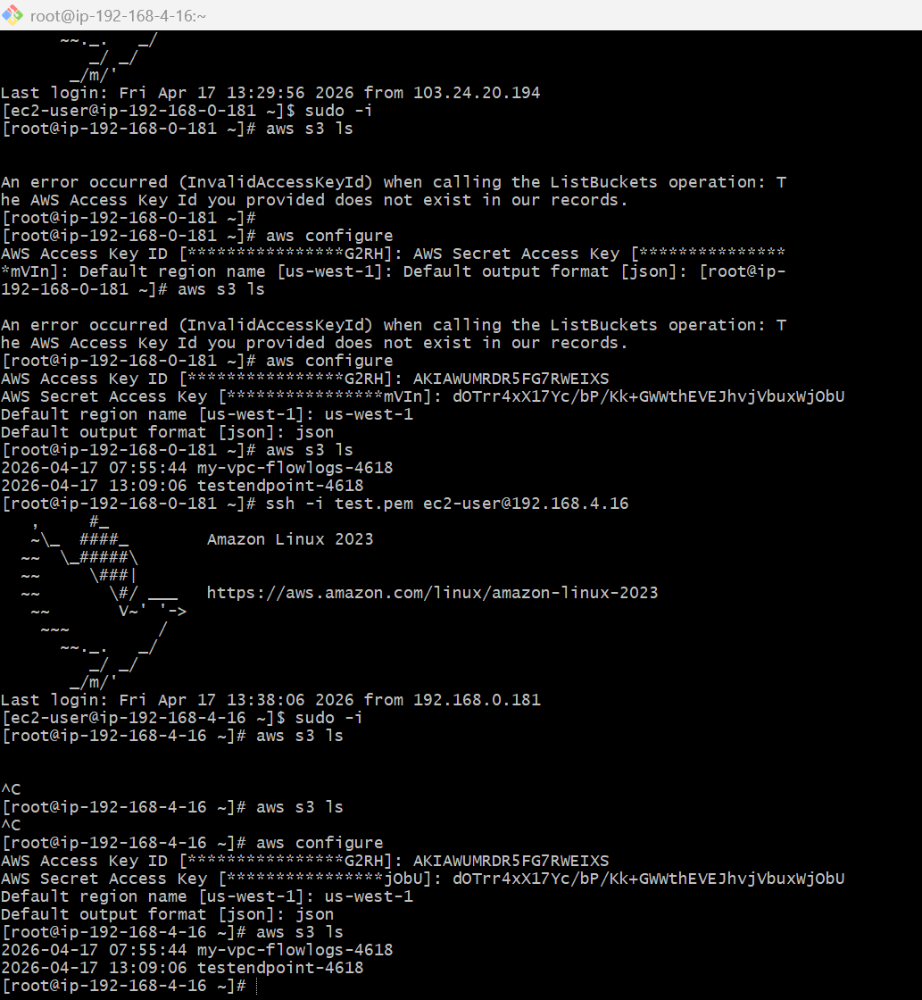 root@ip-192-168-4-16:~
~~._.   _/
_/ _/
_/m/'
Last login: Fri Apr 17 13:29:56 2026 from 103.24.20.194
[ec2-user@ip-192-168-0-181 ~]$ sudo -i
[root@ip-192-168-0-181 ~]# aws s3 ls
An error occurred (InvalidAccessKeyId) when calling the ListBuckets operation: T
he AWS Access Key Id you provided does not exist in our records.
[root@ip-192-168-0-181 ~]#
[root@ip-192-168-0-181 ~]# aws configure
AWS Access Key ID [****************G2RH]: AWS Secret Access Key [***************
*mVIn]: Default region name [us-west-1]: Default output format [json]: [root@ip-
192-168-0-181 ~]# aws s3 ls
An error occurred (InvalidAccessKeyId) when calling the ListBuckets operation: T
he AWS Access Key Id you provided does not exist in our records.
[root@ip-192-168-0-181 ~]# aws configure
AWS Access Key ID [****************G2RH]: AKIAWUMRDR5FG7RWEIXS
AWS Secret Access Key [****************mVIn]: 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
Default region name [us-west-1]: us-west-1
Default output format [json]: json
[root@ip-192-168-0-181 ~]# aws s3 ls
2026-04-17 07:55:44 my-vpc-flowlogs-4618
2026-04-17 13:09:06 testendpoint-4618
[root@ip-192-168-0-181 ~]# ssh -i test.pem ec2-user@192.168.4.16
,     #_
~\_  ####_        Amazon Linux 2023
~~  \_#####\
~~     \###|
~~       \#/ ___   https://aws.amazon.com/linux/amazon-linux-2023
~~       V~' '->
~~~         /
~~._.   _/
_/ _/
_/m/'
Last login: Fri Apr 17 13:38:06 2026 from 192.168.0.181
[ec2-user@ip-192-168-4-16 ~]$ sudo -i
[root@ip-192-168-4-16 ~]# aws s3 ls
^C
[root@ip-192-168-4-16 ~]# aws s3 ls
^C
[root@ip-192-168-4-16 ~]# aws configure
AWS Access Key ID [****************G2RH]: AKIAWUMRDR5FG7RWEIXS
AWS Secret Access Key [****************jObU]: 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
Default region name [us-west-1]: us-west-1
Default output format [json]: json
[root@ip-192-168-4-16 ~]# aws s3 ls
2026-04-17 07:55:44 my-vpc-flowlogs-4618
2026-04-17 13:09:06 testendpoint-4618
[root@ip-192-168-4-16 ~]#